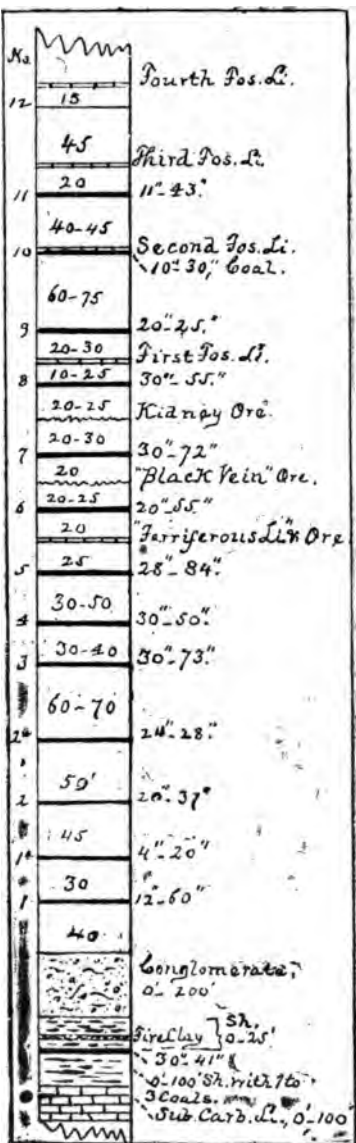 No.
Fourth Fos. Li.
12 15
45
Third Fos. Li.
20
11 11"-43"
40-45
10 Second Fos. Li.
10"-30", Coal.
60-75
9 20"-25."
20-30
First Fos. Li.
10-25
8 30"-55."
20-25
Kidney Ore.
20-30
7 30"-72"
20
"Black Vein" Ore.
20-25
6 20"-55"
20
"Ferriferous Li." & Ore
25
5 28"-84."
30-50
4 30"-50."
30-40
3 30"-73."
60-70
2a 24"-28."
50'
2 20"-37"
45
1a 4"-20"
30
1 12"-60"
40
Conglomerate,
0'-200'
Fire Clay } Sh,
0-25'
30"-41"
0'-100' Sh. with 1 to
3 Coals.
Sub. Carb. Li., 0'-100'